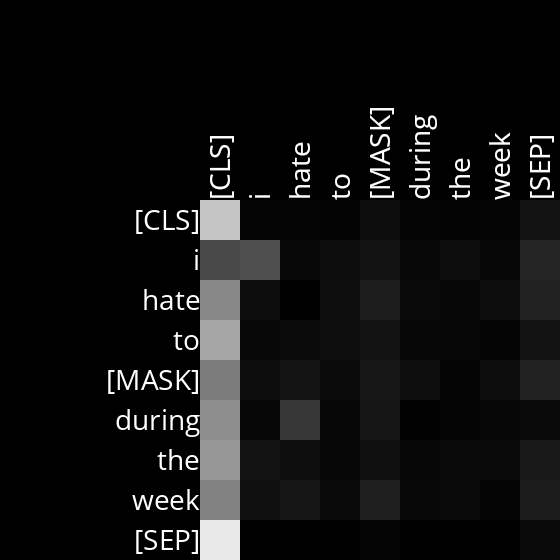 [CLS] i hate to [MASK] during the week [SEP]
[CLS]
i
hate
to
[MASK]
during
the
week
[SEP]